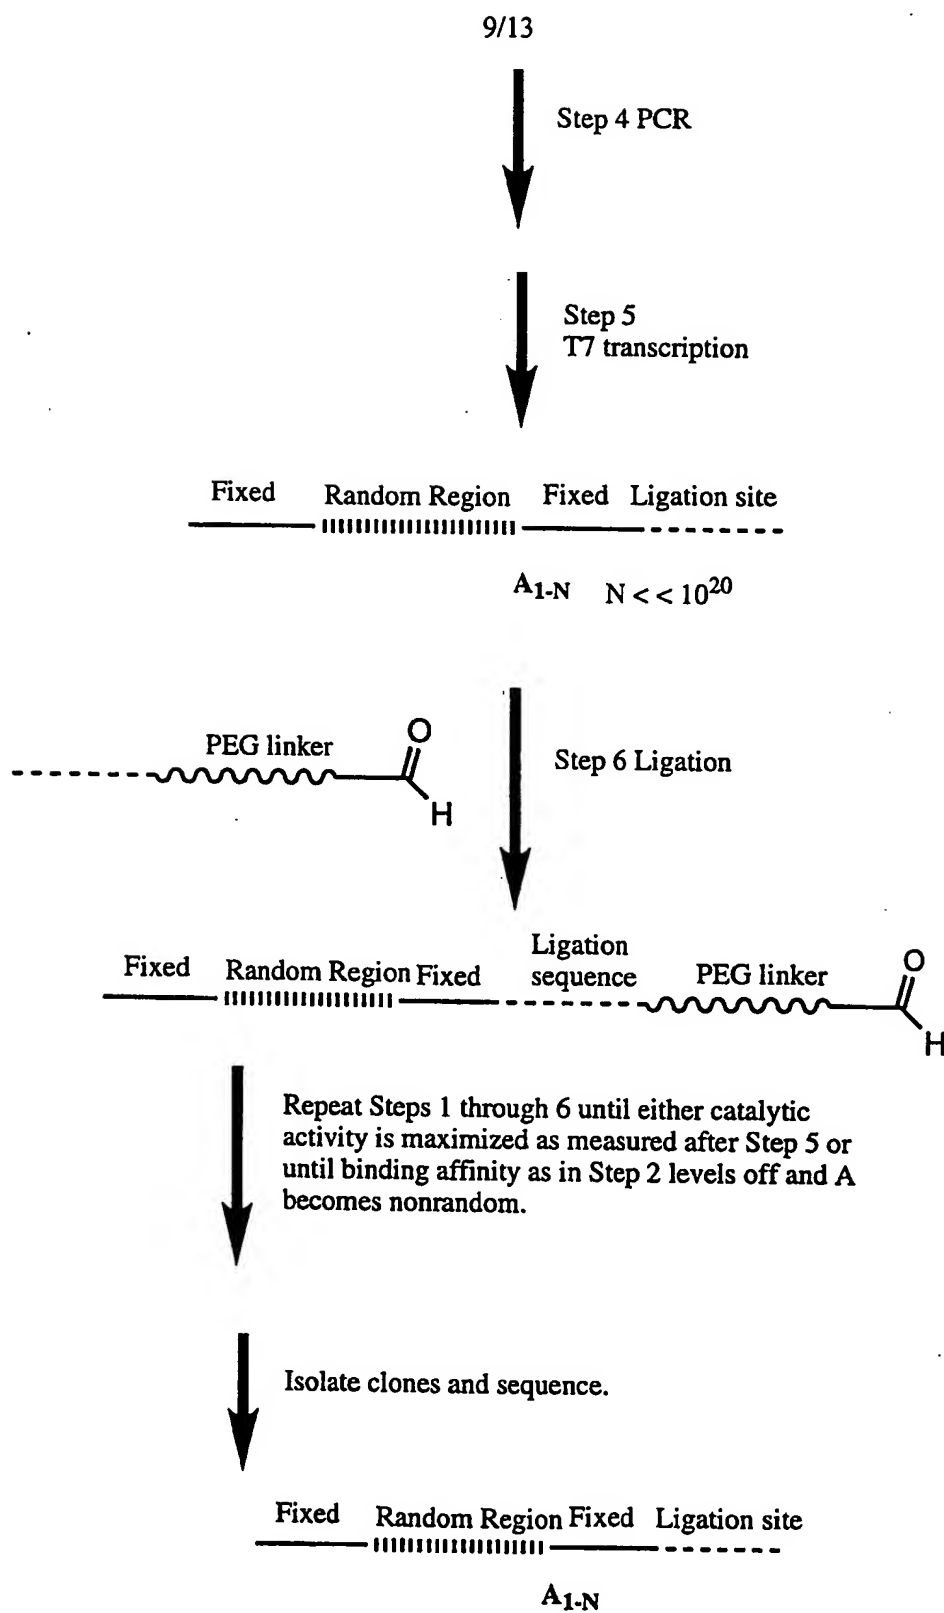 9/13
Step 4 PCR
Step 5
T7 transcription
Fixed Random Region Fixed Ligation site
A1-N N < < 10^20
PEG linker
O
H
Step 6 Ligation
Fixed Random Region Fixed Ligation sequence PEG linker
O
H
Repeat Steps 1 through 6 until either catalytic
activity is maximized as measured after Step 5 or
until binding affinity as in Step 2 levels off and A
becomes nonrandom.
Isolate clones and sequence.
Fixed Random Region Fixed Ligation site
A1-N